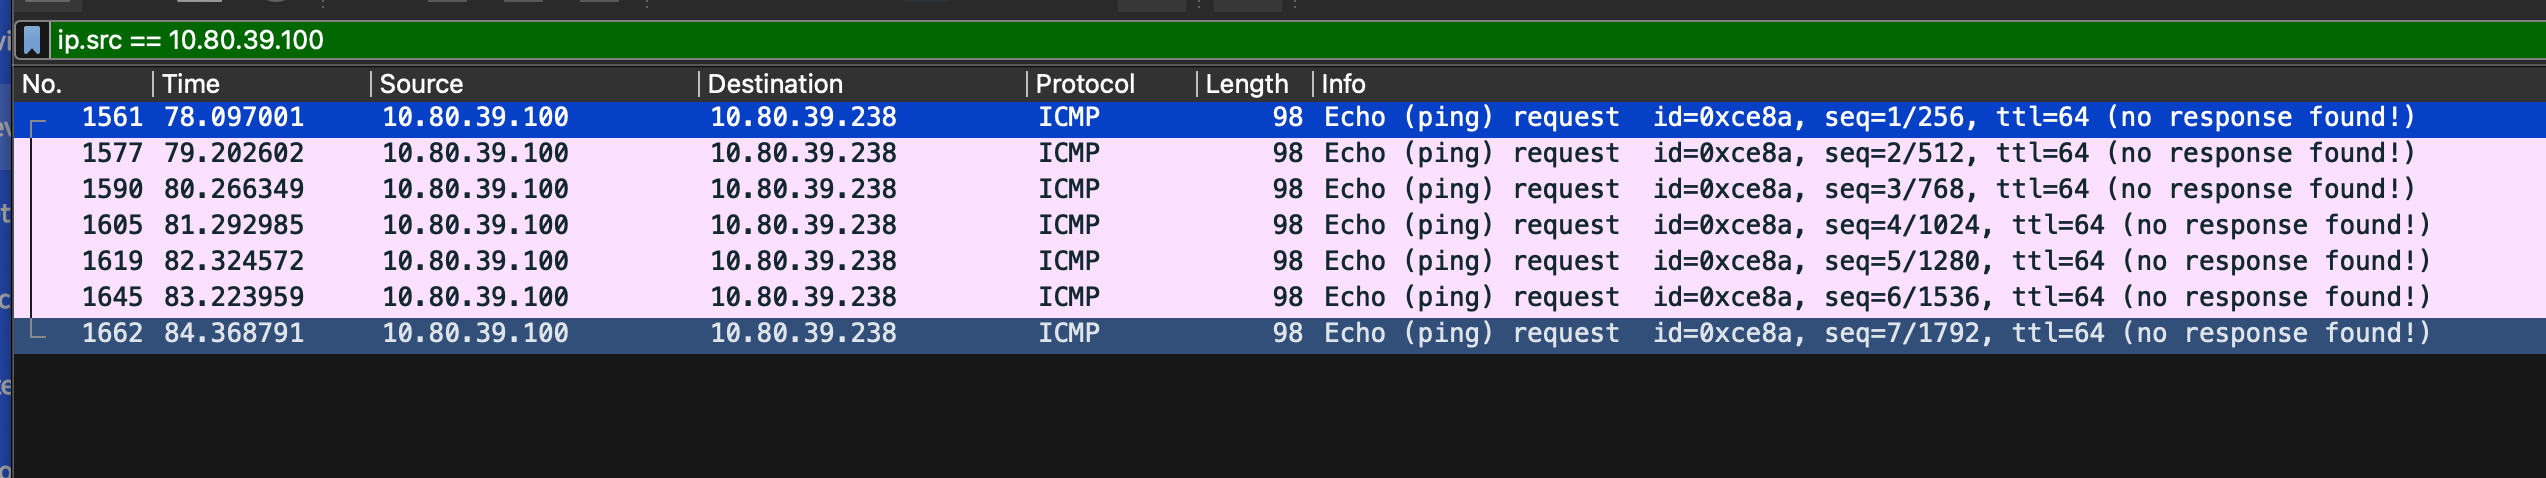 ip.src == 10.80.39.100
No. Time Source Destination Protocol Length Info
1561 78.097001 10.80.39.100 10.80.39.238 ICMP 98 Echo (ping) request id=0xce8a, seq=1/256, ttl=64 (no response found!)
1577 79.202602 10.80.39.100 10.80.39.238 ICMP 98 Echo (ping) request id=0xce8a, seq=2/512, ttl=64 (no response found!)
1590 80.266349 10.80.39.100 10.80.39.238 ICMP 98 Echo (ping) request id=0xce8a, seq=3/768, ttl=64 (no response found!)
1605 81.292985 10.80.39.100 10.80.39.238 ICMP 98 Echo (ping) request id=0xce8a, seq=4/1024, ttl=64 (no response found!)
1619 82.324572 10.80.39.100 10.80.39.238 ICMP 98 Echo (ping) request id=0xce8a, seq=5/1280, ttl=64 (no response found!)
1645 83.223959 10.80.39.100 10.80.39.238 ICMP 98 Echo (ping) request id=0xce8a, seq=6/1536, ttl=64 (no response found!)
1662 84.368791 10.80.39.100 10.80.39.238 ICMP 98 Echo (ping) request id=0xce8a, seq=7/1792, ttl=64 (no response found!)